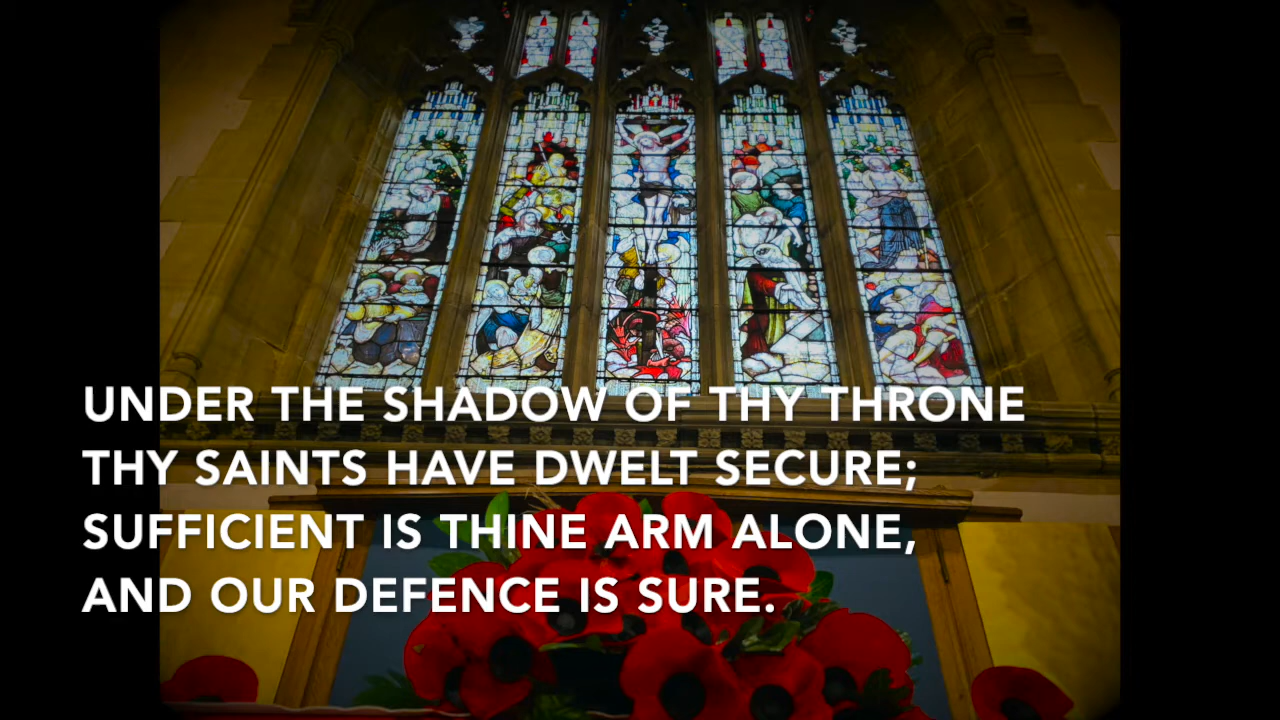 UNDER THE SHADOW OF THY THRONE
THY SAINTS HAVE DWELT SECURE;
SUFFICIENT IS THINE ARM ALONE,
AND OUR DEFENCE IS SURE.